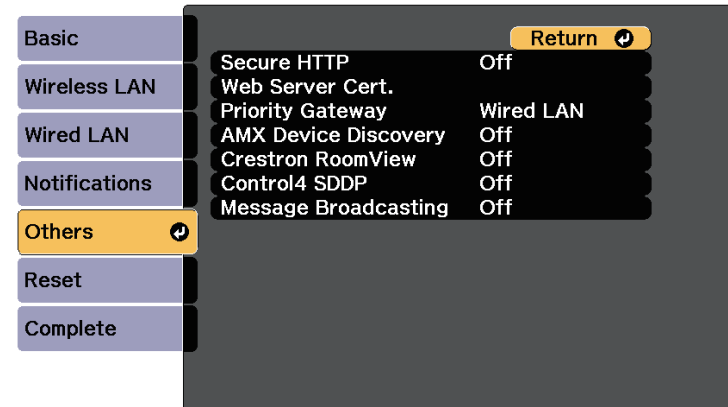 Basic
Wireless LAN
Wired LAN
Notifications
Others
Reset
Complete
Return
Secure HTTP Off
Web Server Cert.
Priority Gateway Wired LAN
AMX Device Discovery Off
Crestron RoomView Off
Control4 SDDP Off
Message Broadcasting Off